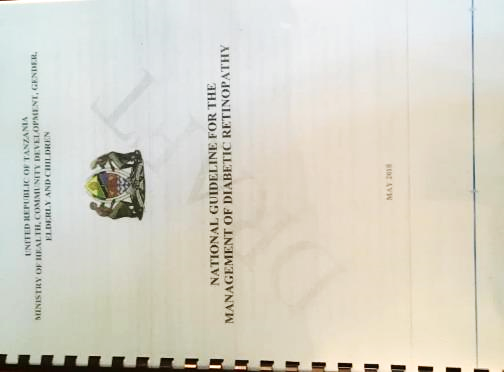 UNITED REPUBLIC OF TANZANIA
MINISTRY OF HEALTH, COMMUNITY DEVELOPMENT, GENDER,
ELDERLY AND CHILDREN
NATIONAL GUIDELINE FOR THE
MANAGEMENT OF DIABETIC RETINOPATHY
DRAFT
MAY 2018